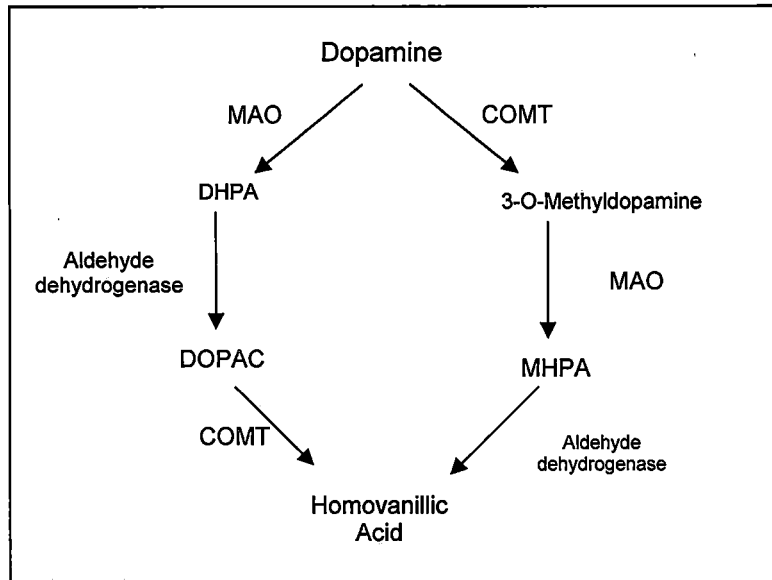 Dopamine
MAO
COMT
DHPA
3-O-Methyldopamine
Aldehyde
dehydrogenase
MAO
DOPAC
MHPA
COMT
Aldehyde
dehydrogenase
Homovanillic
Acid